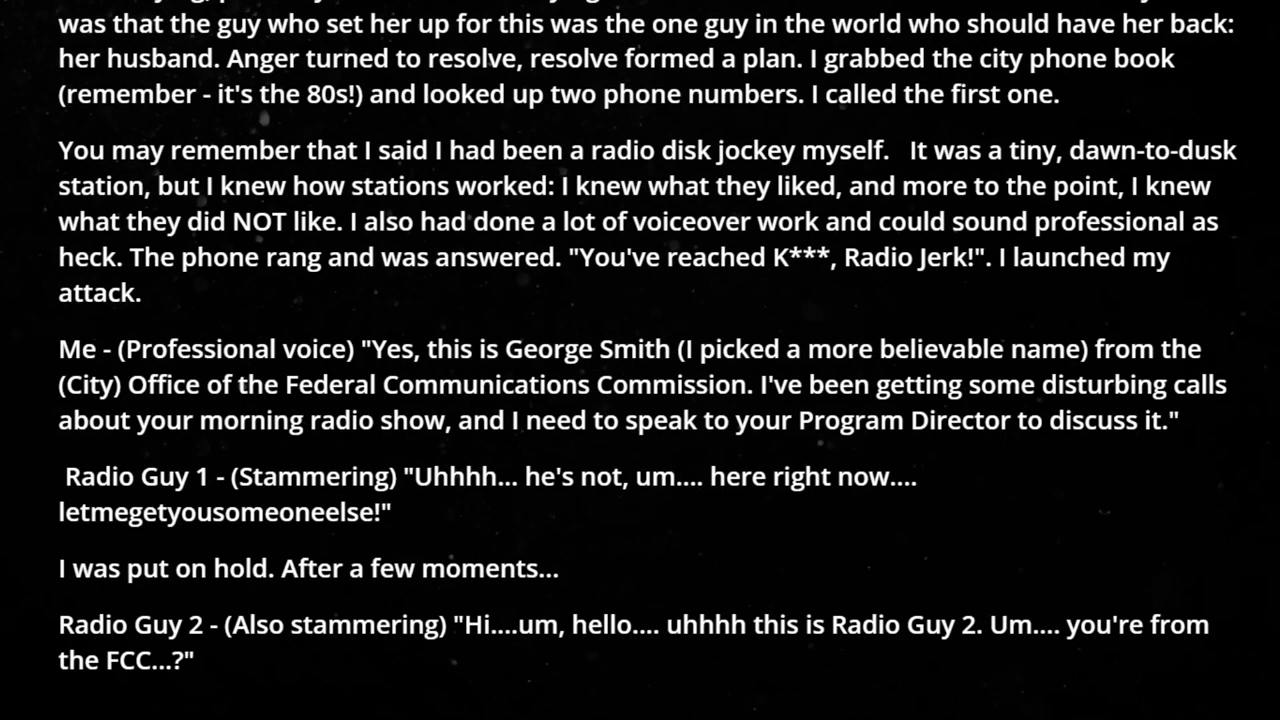 was that the guy who set her up for this was the one guy in the world who should have her back:
her husband. Anger turned to resolve, resolve formed a plan. I grabbed the city phone book
(remember - it's the 80s!) and looked up two phone numbers. I called the first one.
You may remember that I said I had been a radio disk jockey myself.   It was a tiny, dawn-to-dusk
station, but I knew how stations worked: I knew what they liked, and more to the point, I knew
what they did NOT like. I also had done a lot of voiceover work and could sound professional as
heck. The phone rang and was answered. "You've reached K***, Radio Jerk!". I launched my
attack.
Me - (Professional voice) "Yes, this is George Smith (I picked a more believable name) from the
(City) Office of the Federal Communications Commission. I've been getting some disturbing calls
about your morning radio show, and I need to speak to your Program Director to discuss it."
Radio Guy 1 - (Stammering) "Uhhhh... he's not, um.... here right now....
letmegetyousomeoneelse!"
I was put on hold. After a few moments...
Radio Guy 2 - (Also stammering) "Hi....um, hello.... uhhhh this is Radio Guy 2. Um.... you're from
the FCC...?"